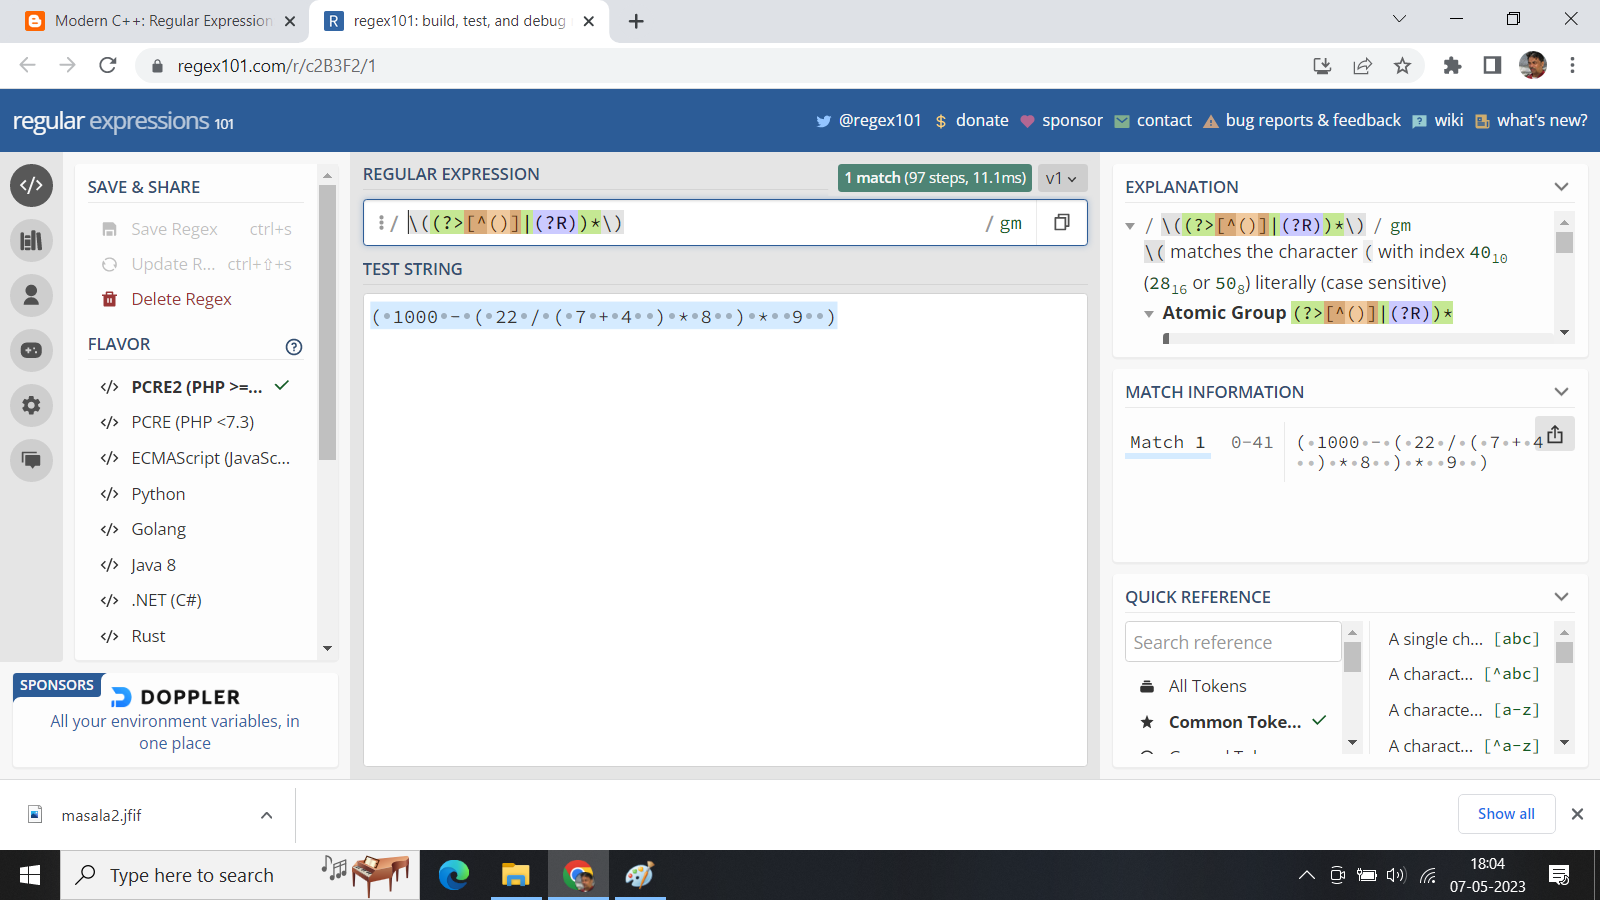 Modern C++: Regular Expression
regex101: build, test, and debug
regex101.com/r/c2B3F2/1
regular expressions 101
@regex101
$ donate
sponsor
contact
bug reports & feedback
wiki
what's new?
SAVE & SHARE
Save Regex ctrl+s
Update R... ctrl+⇧+s
Delete Regex
FLAVOR
PCRE2 (PHP >=...
PCRE (PHP <7.3)
ECMAScript (JavaSc...
Python
Golang
Java 8
.NET (C#)
Rust
SPONSORS
DOPPLER
All your environment variables, in
one place
REGULAR EXPRESSION
1 match (97 steps, 11.1ms)
v1
/ \((?>[^()]|(?R))*\) / gm
TEST STRING
(•1000•-•(•22•/•(•7•+•4••)•*•8••)•*••9••)
EXPLANATION
/ \((?>[^()]|(?R))*\) / gm
\( matches the character ( with index 40₁₀
(28₁₆ or 50₈) literally (case sensitive)
Atomic Group (?>[^()]|(?R))*
MATCH INFORMATION
Match 1 0-41 (•1000•-•(•22•/•(•7•+•4
••)•*•8••)•*••9••)
QUICK REFERENCE
Search reference
All Tokens
Common Toke...
A single ch... [abc]
A charact... [^abc]
A characte... [a-z]
A charact... [^a-z]
masala2.jfif
Show all
Type here to search
18:04
07-05-2023